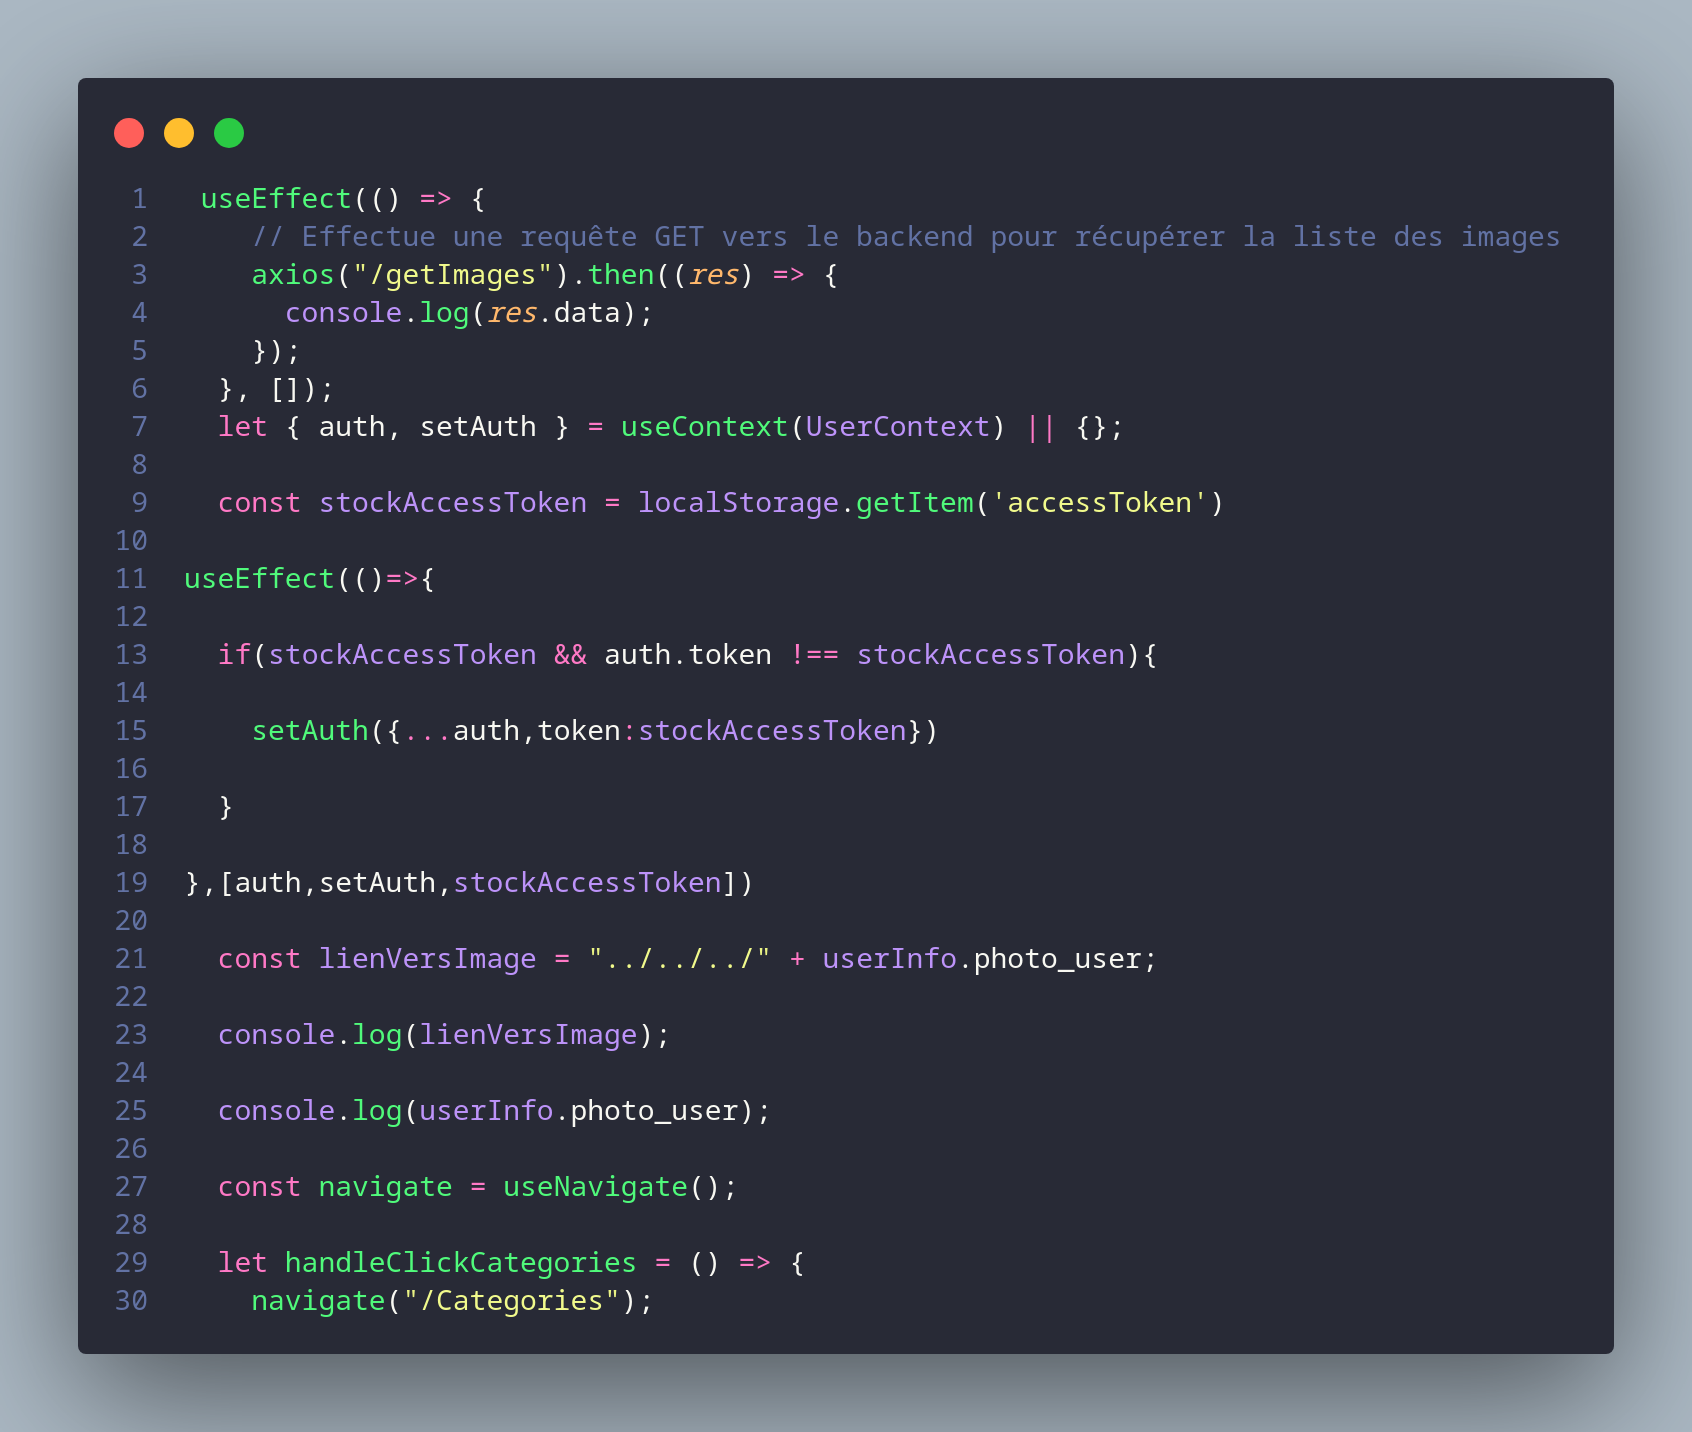 1 useEffect(() => {
2 // Effectue une requête GET vers le backend pour récupérer la liste des images
3 axios("/getImages").then((res) => {
4 console.log(res.data);
5 });
6 }, []);
7 let { auth, setAuth } = useContext(UserContext) || {};
8
9 const stockAccessToken = localStorage.getItem('accessToken')
10
11 useEffect(()=>{
12
13 if(stockAccessToken && auth.token !== stockAccessToken){
14
15 setAuth({...auth,token:stockAccessToken})
16
17 }
18
19 },[auth,setAuth,stockAccessToken])
20
21 const lienVersImage = "../../../" + userInfo.photo_user;
22
23 console.log(lienVersImage);
24
25 console.log(userInfo.photo_user);
26
27 const navigate = useNavigate();
28
29 let handleClickCategories = () => {
30 navigate("/Categories");